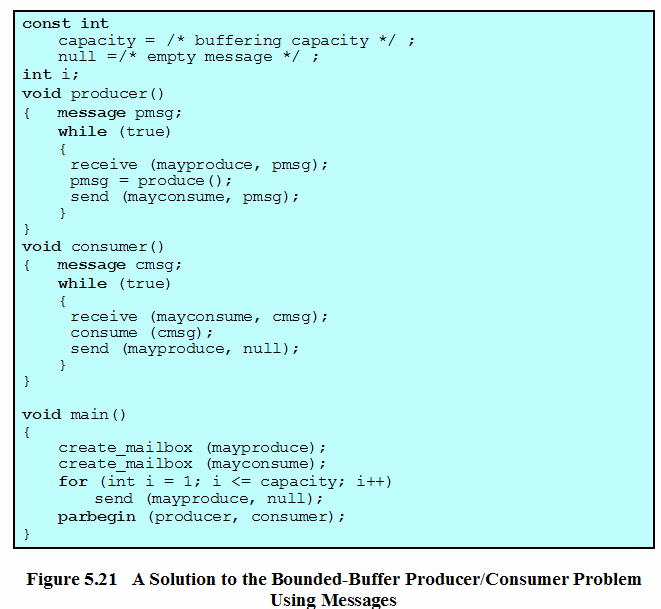 const int
capacity = /* buffering capacity */ ;
null =/* empty message */ ;
int i;
void producer()
{ message pmsg;
while (true)
{
receive (mayproduce, pmsg);
pmsg = produce();
send (mayconsume, pmsg);
}
}
void consumer()
{ message cmsg;
while (true)
{
receive (mayconsume, cmsg);
consume (cmsg);
send (mayproduce, null);
}
}
void main()
{
create_mailbox (mayproduce);
create_mailbox (mayconsume);
for (int i = 1; i <= capacity; i++)
send (mayproduce, null);
parbegin (producer, consumer);
}
Figure 5.21 A Solution to the Bounded-Buffer Producer/Consumer Problem
Using Messages